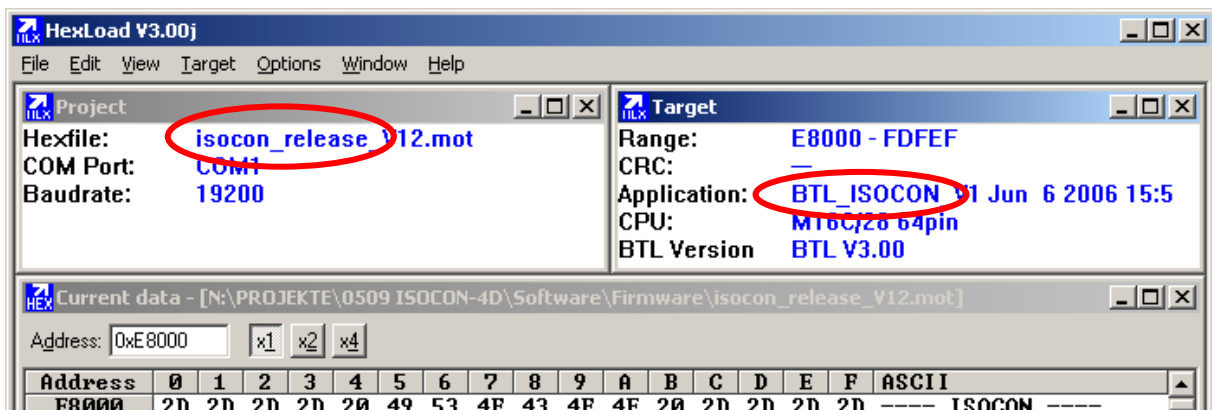 HexLoad V3.00j
File Edit View Target Options Window Help
Project
Hexfile: isocon_release_V12.mot
COM Port: COM1
Baudrate: 19200
Target
Range: E8000 - FDFEF
CRC: —
Application: BTL_ISOCON V1 Jun 6 2006 15:5
CPU: M16C/28 64pin
BTL Version BTL V3.00
Current data - [N:\PROJEKTE\0509 ISOCON-4D\Software\Firmware\isocon_release_V12.mot]
Address: 0xE8000 x1 x2 x4
Address 0 1 2 3 4 5 6 7 8 9 A B C D E F ASCII
E8000 2D 2D 2D 2D 20 49 53 4F 43 4F 4E 20 2D 2D 2D 2D ---- ISOCON ----